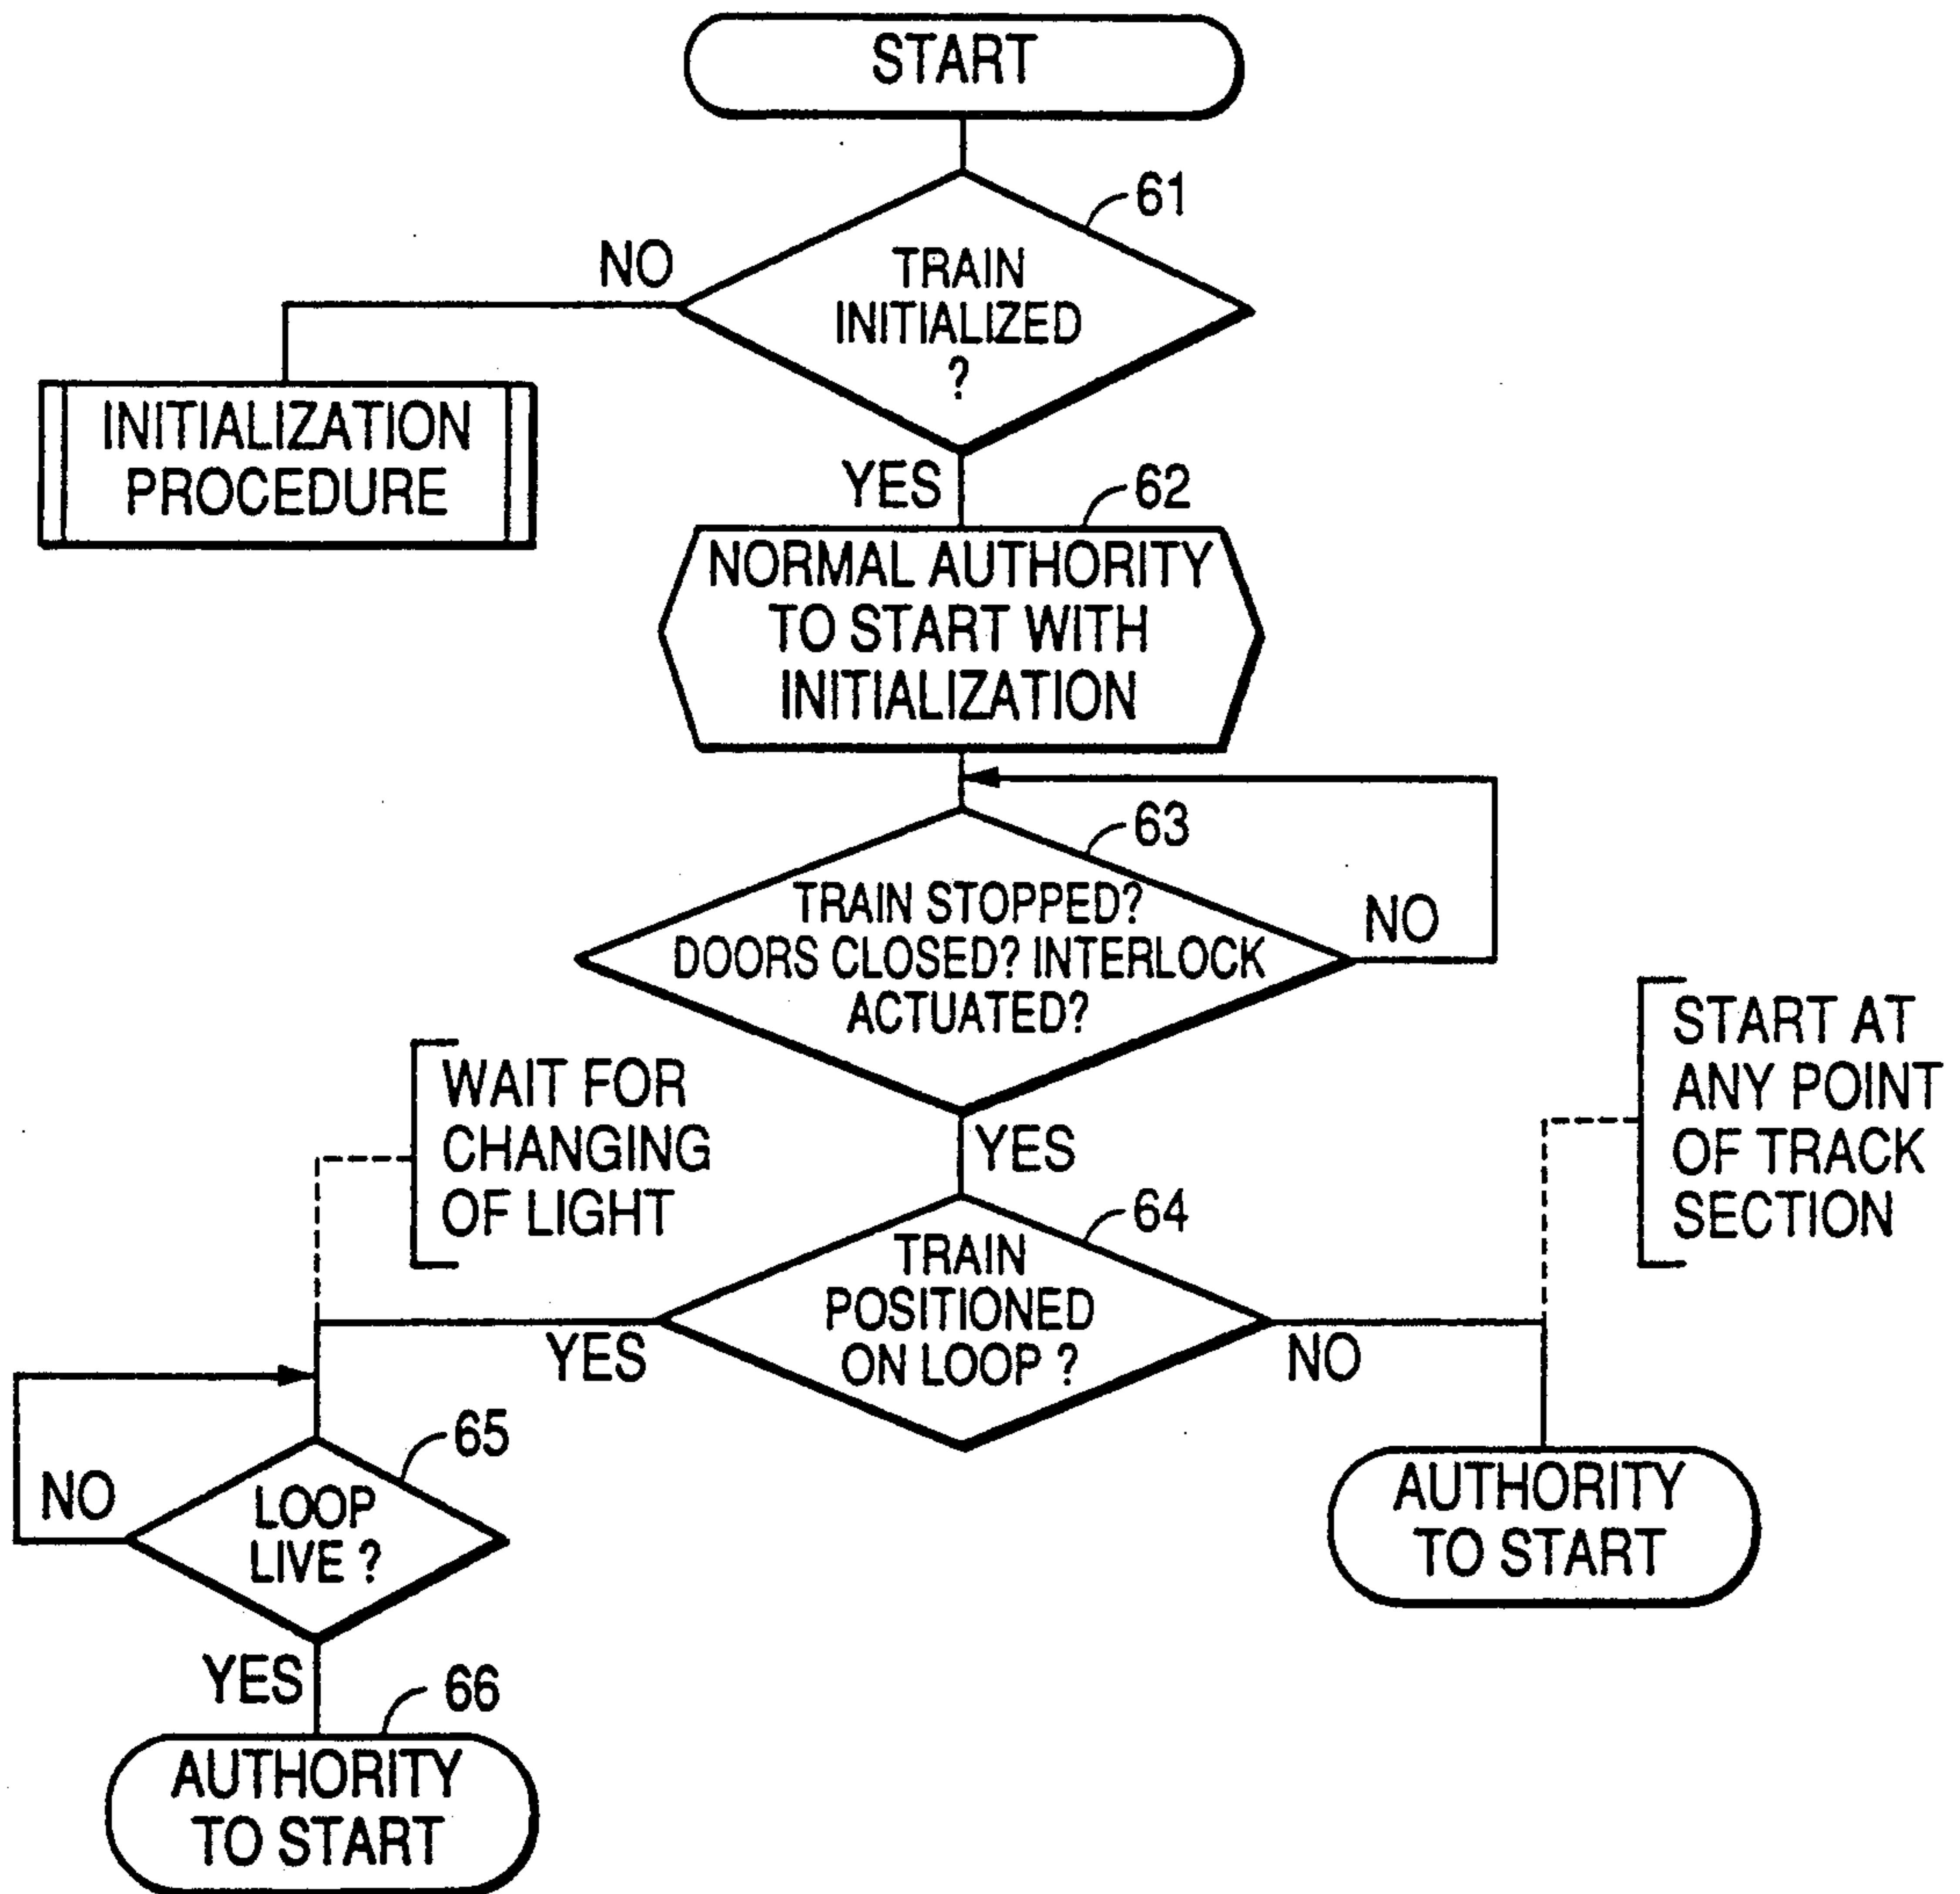 START
61
NO
TRAIN
INITIALIZED
?
INITIALIZATION
PROCEDURE
YES
62
NORMAL AUTHORITY
TO START WITH
INITIALIZATION
63
TRAIN STOPPED?
DOORS CLOSED? INTERLOCK
ACTUATED?
NO
WAIT FOR
CHANGING
OF LIGHT
YES
START AT
ANY POINT
OF TRACK
SECTION
64
TRAIN
POSITIONED
ON LOOP ?
YES
NO
65
NO
LOOP
LIVE ?
AUTHORITY
TO START
YES
66
AUTHORITY
TO START